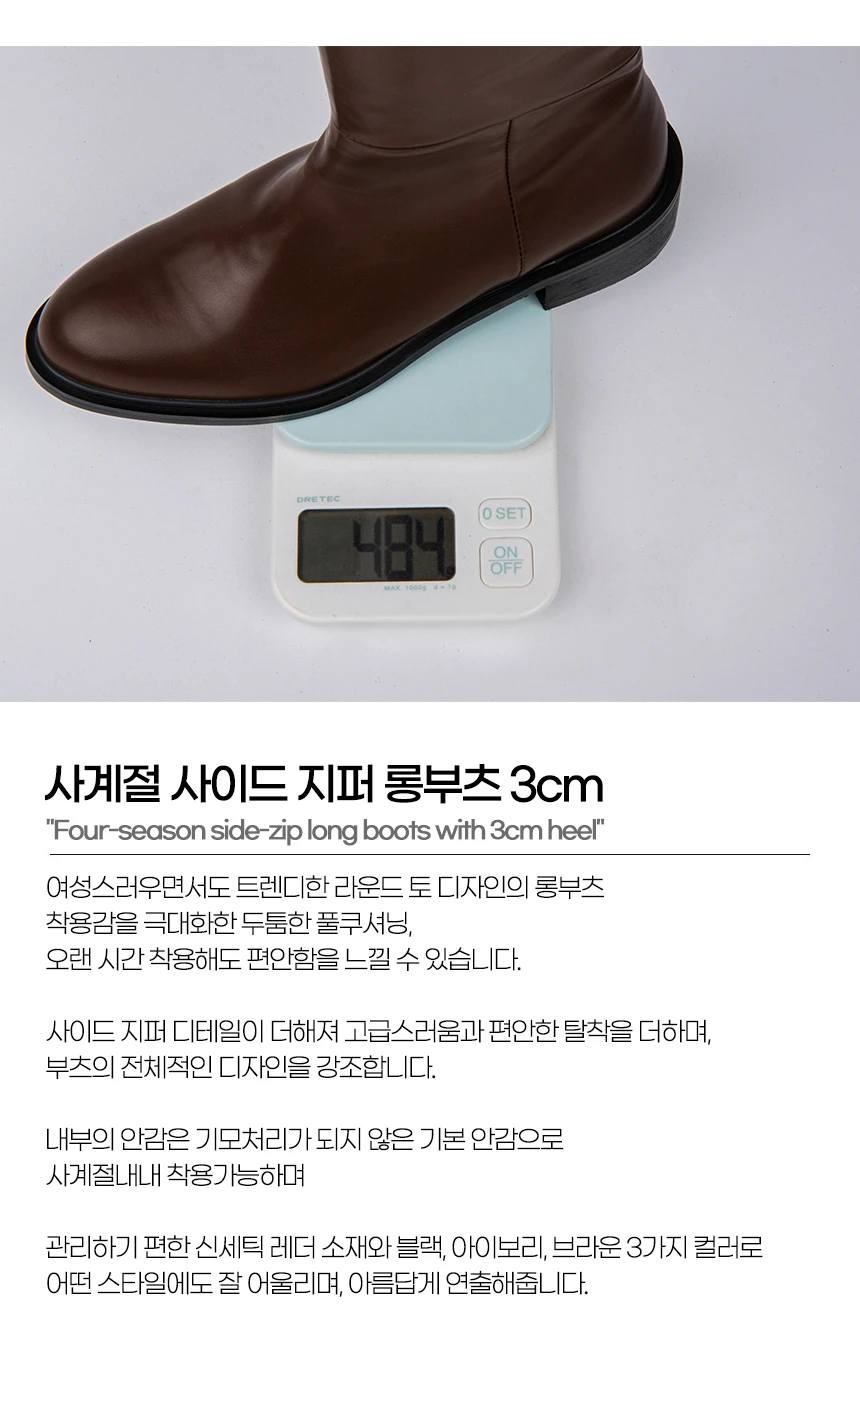 DRETEC
484
0 SET
ON
OFF
MAX. 1000g d = 1g
사계절 사이드 지퍼 롱부츠 3cm
"Four-season side-zip long boots with 3cm heel"
여성스러우면서도 트렌디한 라운드 토 디자인의 롱부츠
착용감을 극대화한 두툼한 풀쿠셔닝,
오랜 시간 착용해도 편안함을 느낄 수 있습니다.
사이드 지퍼 디테일이 더해져 고급스러움과 편안한 탈착을 더하며,
부츠의 전체적인 디자인을 강조합니다.
내부의 안감은 기모처리가 되지 않은 기본 안감으로
사계절내내 착용가능하며
관리하기 편한 신세틱 레더 소재와 블랙, 아이보리, 브라운 3가지 컬러로
어떤 스타일에도 잘 어울리며, 아름답게 연출해줍니다.